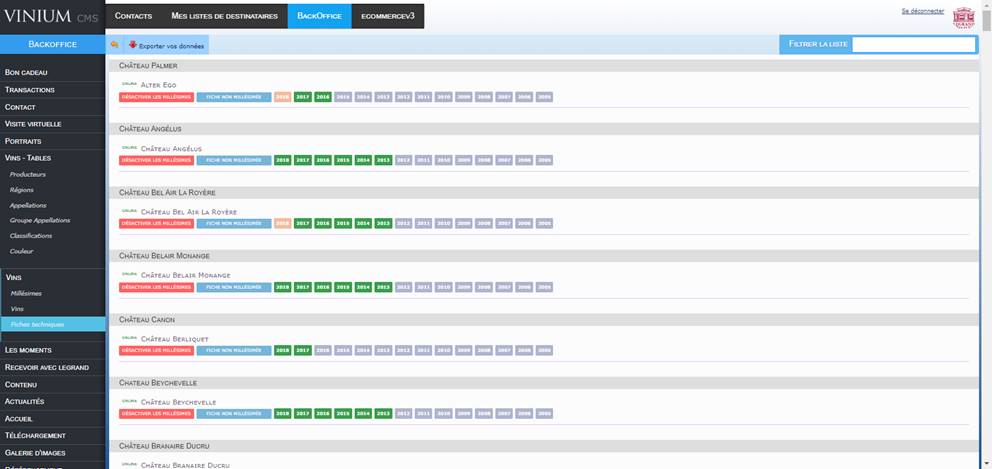 VINIUM CMS
Contacts Mes listes de destinataires BackOffice ecommercev3
Se déconnecter
LEGRAND
Backoffice
Exporter vos données
Filtrer la liste
Bon cadeau
Transactions
Contact
Visite virtuelle
Portraits
Vins - Tables
Producteurs
Régions
Appellations
Groupe Appellations
Classifications
Couleur
Vins
Millésimes
Vins
Fiches techniques
Les moments
Recevoir avec legrand
Contenu
Actualités
Accueil
Téléchargement
Galerie d'images
Château Palmer
Alter Ego
Désactiver les millésimes Fiche non millésimée 2018 2017 2016 2015 2014 2013 2012 2011 2010 2009 2008 2007 2006 2005
Château Angélus
Château Angélus
Désactiver les millésimes Fiche non millésimée 2018 2017 2016 2015 2014 2013 2012 2011 2010 2009 2008 2007 2006 2005
Château Bel Air La Royère
Château Bel Air La Royère
Désactiver les millésimes Fiche non millésimée 2018 2017 2016 2015 2014 2013 2012 2011 2010 2009 2008 2007 2006 2005
Château Belair Monange
Château Belair Monange
Désactiver les millésimes Fiche non millésimée 2018 2017 2016 2015 2014 2013 2012 2011 2010 2009 2008 2007 2006 2005
Château Canon
Château Berliquet
Désactiver les millésimes Fiche non millésimée 2018 2017 2016 2015 2014 2013 2012 2011 2010 2009 2008 2007 2006 2005
Chateau Beychevelle
Château Beychevelle
Désactiver les millésimes Fiche non millésimée 2018 2017 2016 2015 2014 2013 2012 2011 2010 2009 2008 2007 2006 2005
Château Branaire Ducru
Château Branaire Ducru